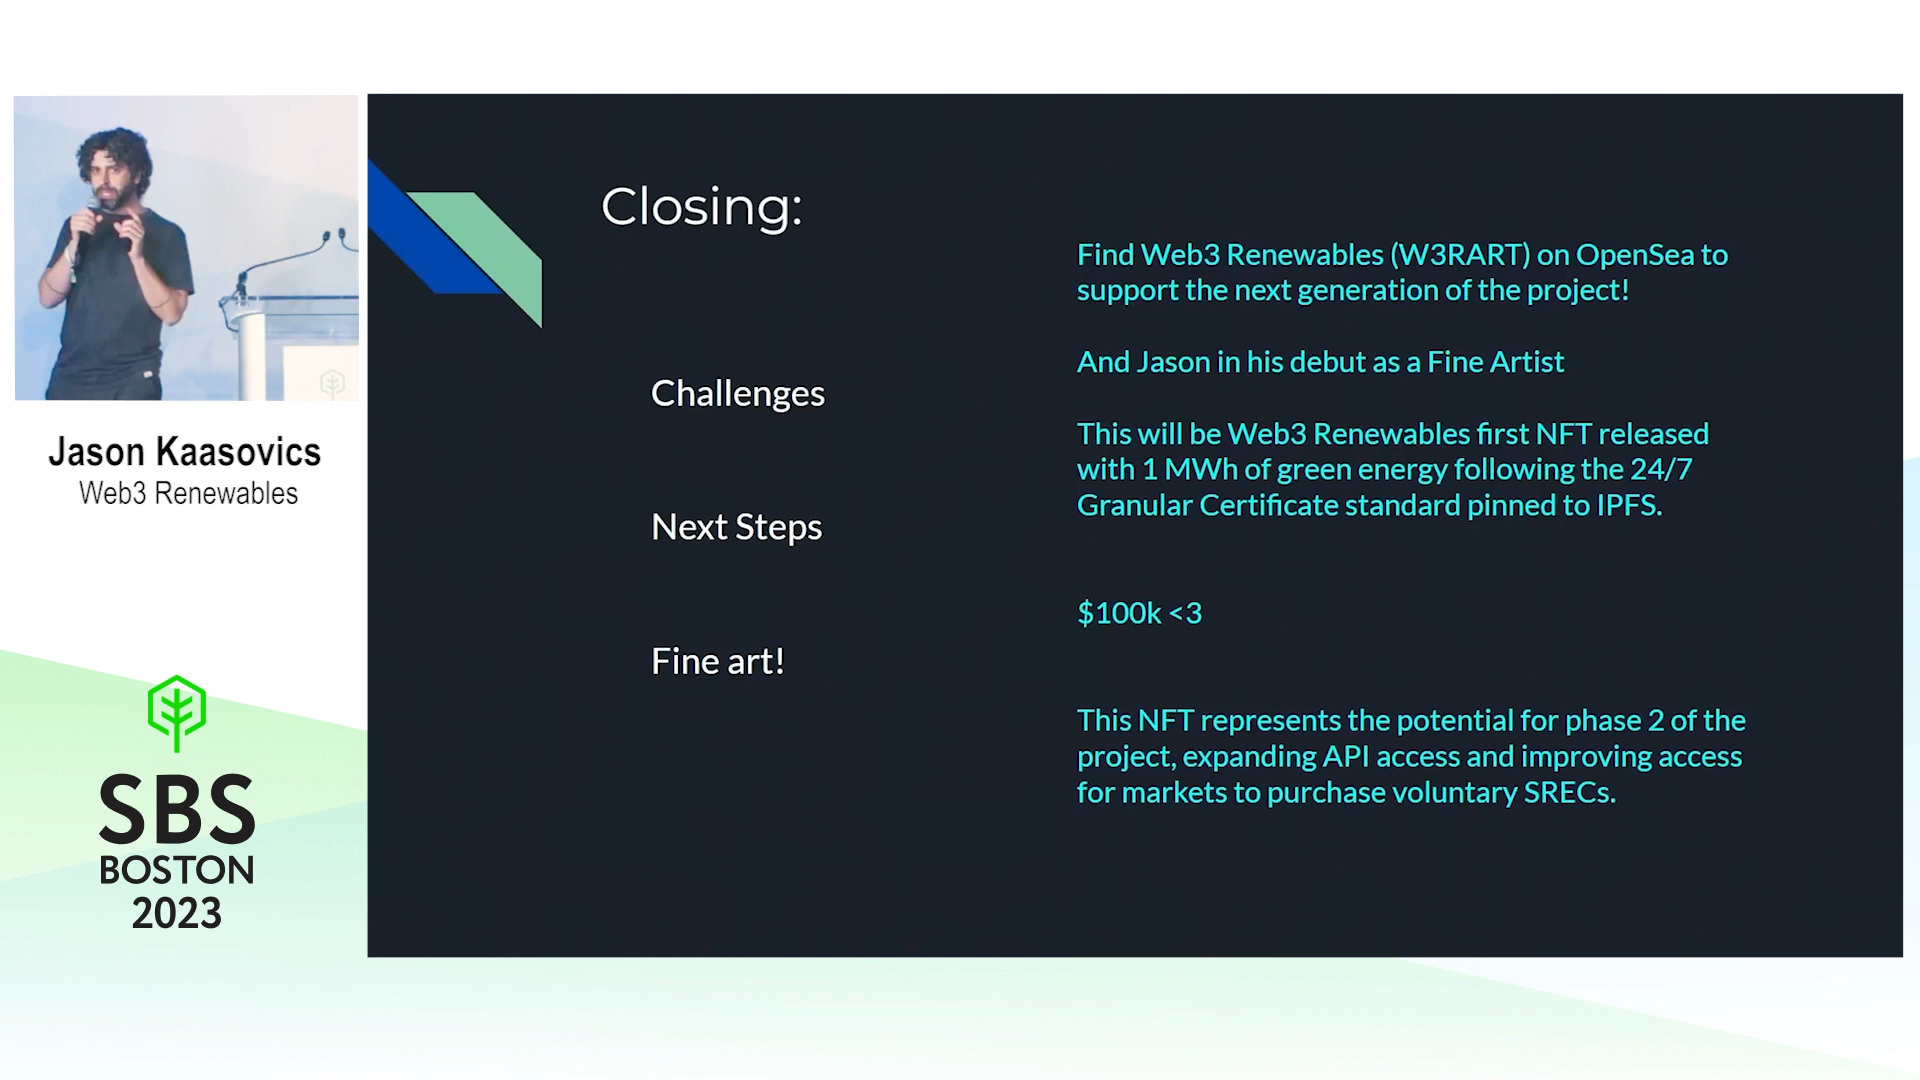 Jason Kaasovics
Web3 Renewables
SBS
BOSTON
2023
Closing:
Challenges
Next Steps
Fine art!
Find Web3 Renewables (W3RART) on OpenSea to
support the next generation of the project!
And Jason in his debut as a Fine Artist
This will be Web3 Renewables first NFT released
with 1 MWh of green energy following the 24/7
Granular Certificate standard pinned to IPFS.
$100k <3
This NFT represents the potential for phase 2 of the
project, expanding API access and improving access
for markets to purchase voluntary SRECs.